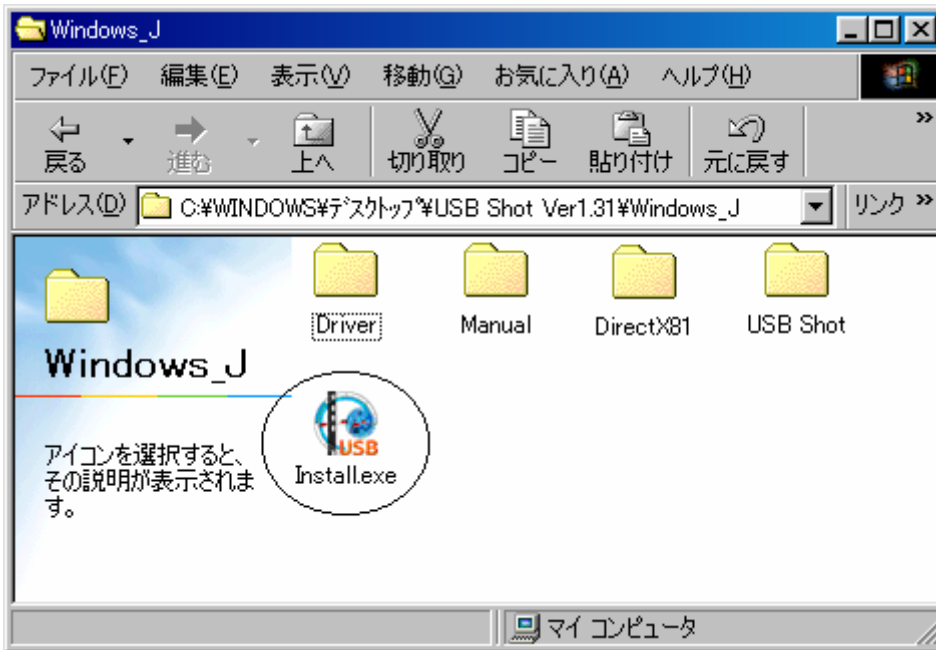 Windows_J
ファイル(F) 編集(E) 表示(V) 移動(G) お気に入り(A) ヘルプ(H)
戻る 進む 上へ 切り取り コピー 貼り付け 元に戻す »
アドレス(D) C:¥WINDOWS¥ﾃﾞｽｸﾄｯﾌﾟ¥USB Shot Ver1.31¥Windows_J リンク »
Driver Manual DirectX81 USB Shot
Windows_J
USB
Install.exe
アイコンを選択すると、
その説明が表示されま
す。
マイ コンピュータ